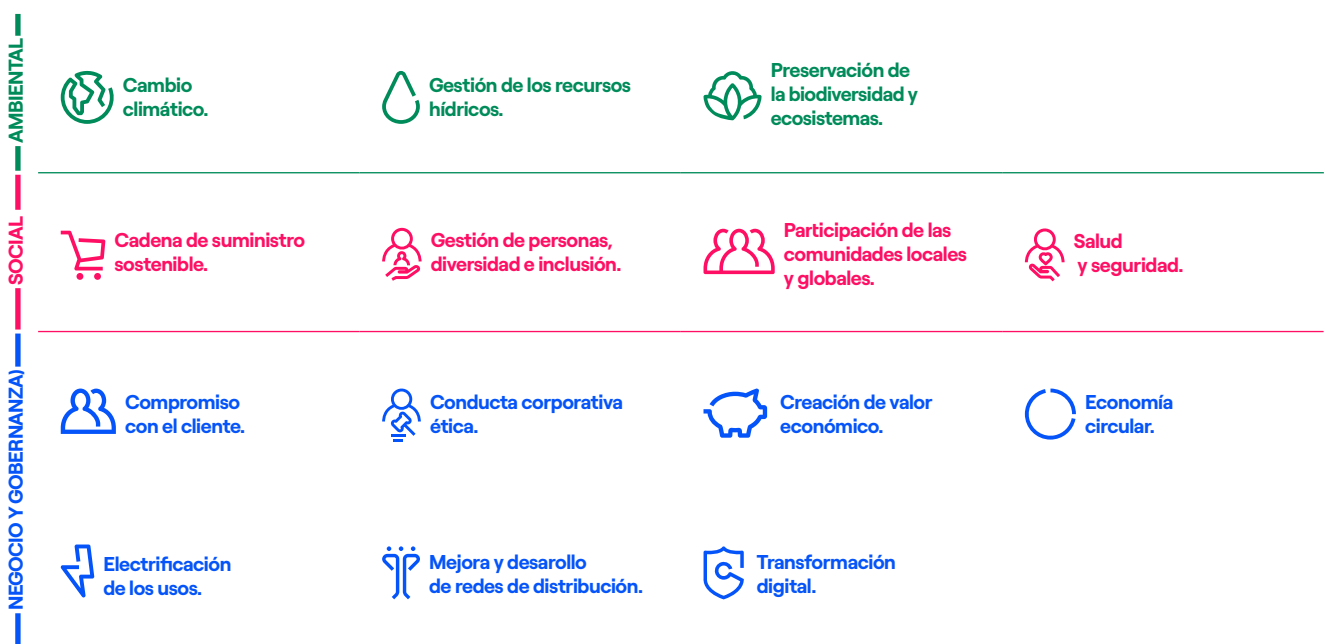 AMBIENTAL
Cambio
climático.
Gestión de los recursos
hídricos.
Preservación de
la biodiversidad y
ecosistemas.
SOCIAL
Cadena de suministro
sostenible.
Gestión de personas,
diversidad e inclusión.
Participación de las
comunidades locales
y globales.
Salud
y seguridad.
NEGOCIO Y GOBERNANZA)
Compromiso
con el cliente.
Conducta corporativa
ética.
Creación de valor
económico.
Economía
circular.
Electrificación
de los usos.
Mejora y desarollo
de redes de distribución.
Transformación
digital.